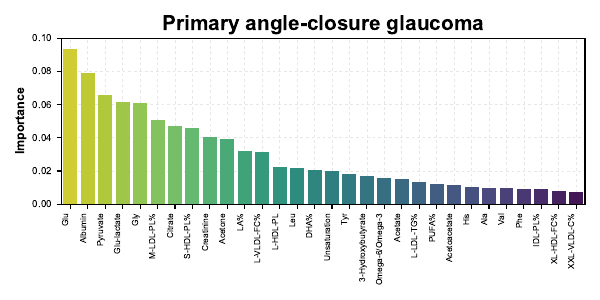 Primary angle-closure glaucoma
Importance
0.10
0.08
0.06
0.04
0.02
0.00
Glu
Albumin
Pyruvate
Glu-lactate
Gly
M-LDL-PL%
Citrate
S-HDL-PL%
Creatinine
Acetone
LA%
L-VLDL-FC%
L-HDL-PL
Leu
DHA%
Unsaturation
Tyr
3-Hydroxybutyrate
Omega-6/Omega-3
Acetate
L-LDL-TG%
PUFA%
Acetoacetate
His
Ala
Val
Phe
IDL-PL%
XL-HDL-FC%
XXL-VLDL-C%